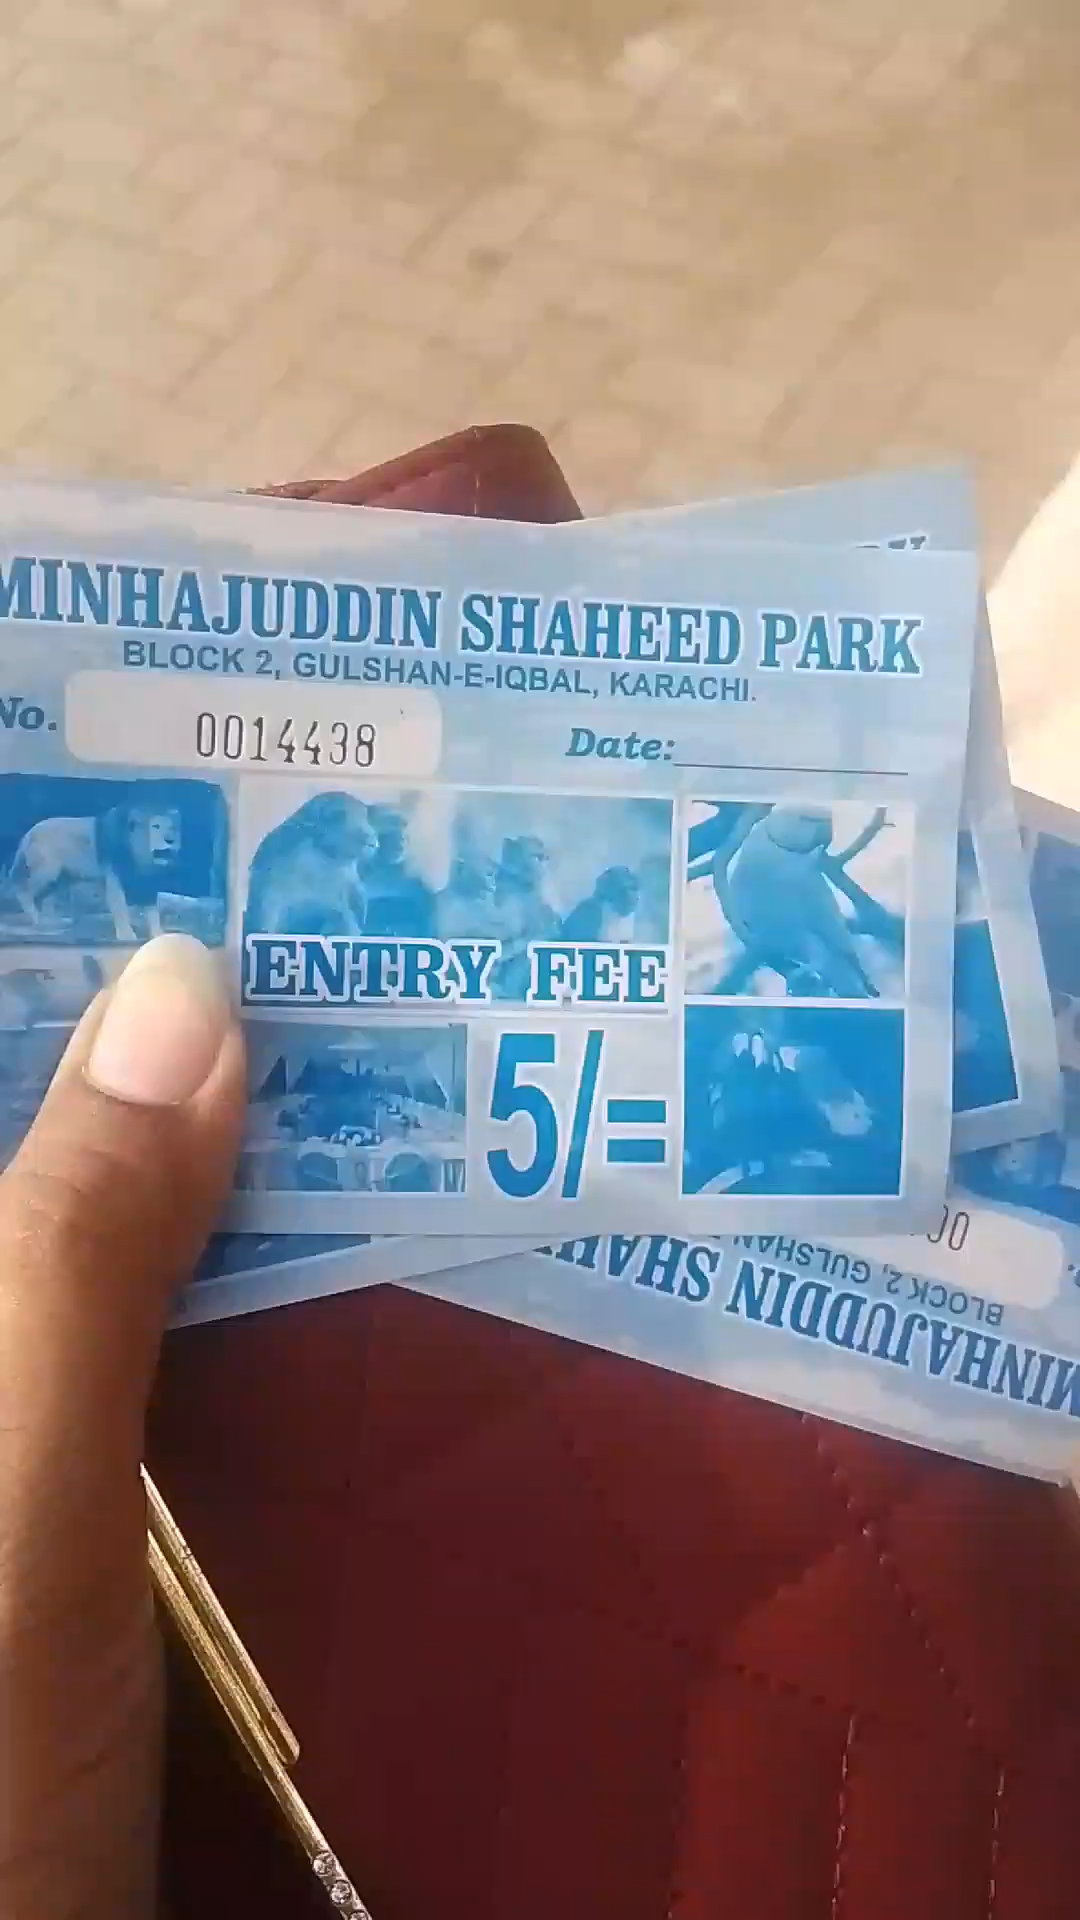 MINHAJUDDIN SHAHEED PARK
BLOCK 2, GULSHAN-E-IQBAL, KARACHI.
No. 0014438 Date:
ENTRY FEE
5/=
00
BLOCK 2, GULSHAN
MINHAJUDDIN SHAH